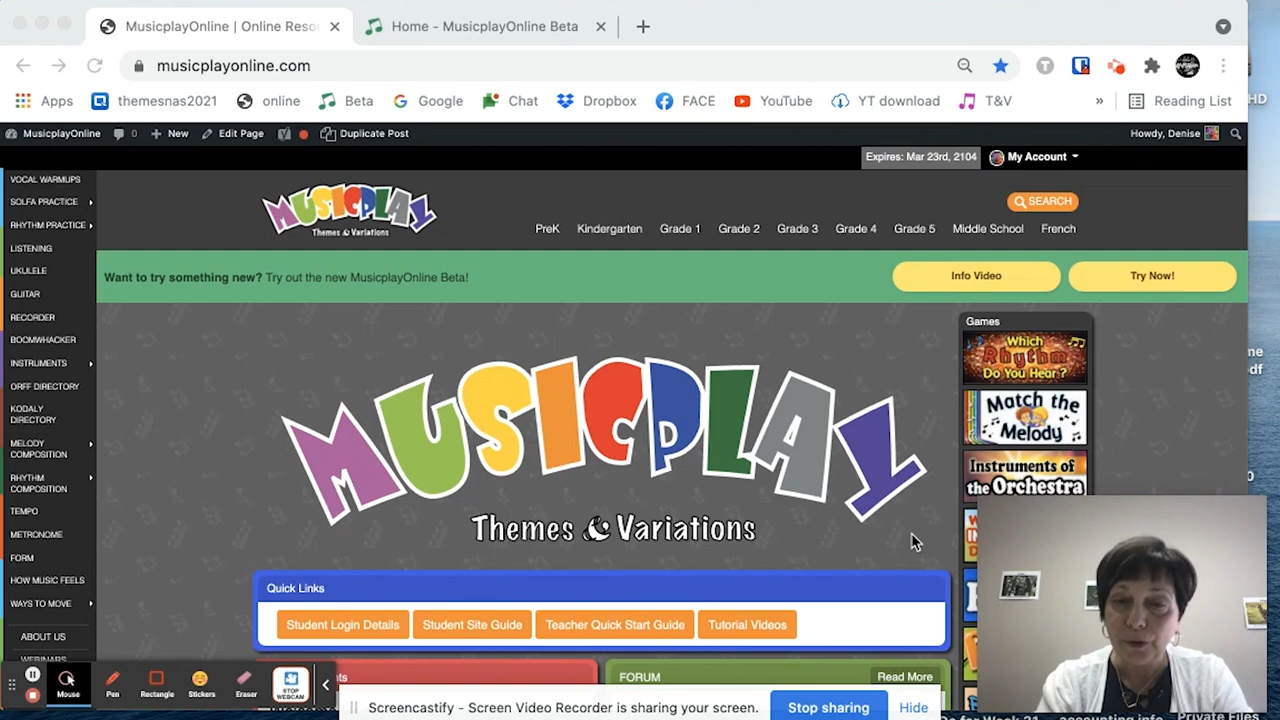 MusicplayOnline | Online Reso
Home - MusicplayOnline Beta
musicplayonline.com
Apps
themesnas2021
online
Beta
Google
Chat
Dropbox
FACE
YouTube
YT download
T&V
»
Reading List
HD
MusicplayOnline 0 New Edit Page Duplicate Post
Howdy, Denise
Expires: Mar 23rd, 2104
My Account
MUSICPLAY
Themes & Variations
SEARCH
PreK Kindergarten Grade 1 Grade 2 Grade 3 Grade 4 Grade 5 Middle School French
Want to try something new? Try out the new MusicplayOnline Beta!
Info Video
Try Now!
VOCAL WARMUPS
SOLFA PRACTICE
RHYTHM PRACTICE
LISTENING
UKULELE
GUITAR
RECORDER
BOOMWHACKER
INSTRUMENTS
ORFF DIRECTORY
KODALY
DIRECTORY
MELODY
COMPOSITION
RHYTHM
COMPOSITION
TEMPO
METRONOME
FORM
HOW MUSIC FEELS
WAYS TO MOVE
ABOUT US
WEBINARS
MUSICPLAY
Themes & Variations
Games
Which
Rhythm
Do You Hear?
Match the
Melody
Instruments of
the Orchestra
Quick Links
Student Login Details
Student Site Guide
Teacher Quick Start Guide
Tutorial Videos
nts
FORUM
Read More
Mouse
Pen
Rectangle
Stickers
Eraser
STOP
WEBCAM
Screencastify - Screen Video Recorder is sharing your screen.
Stop sharing
Hide
accounting info
Private Files